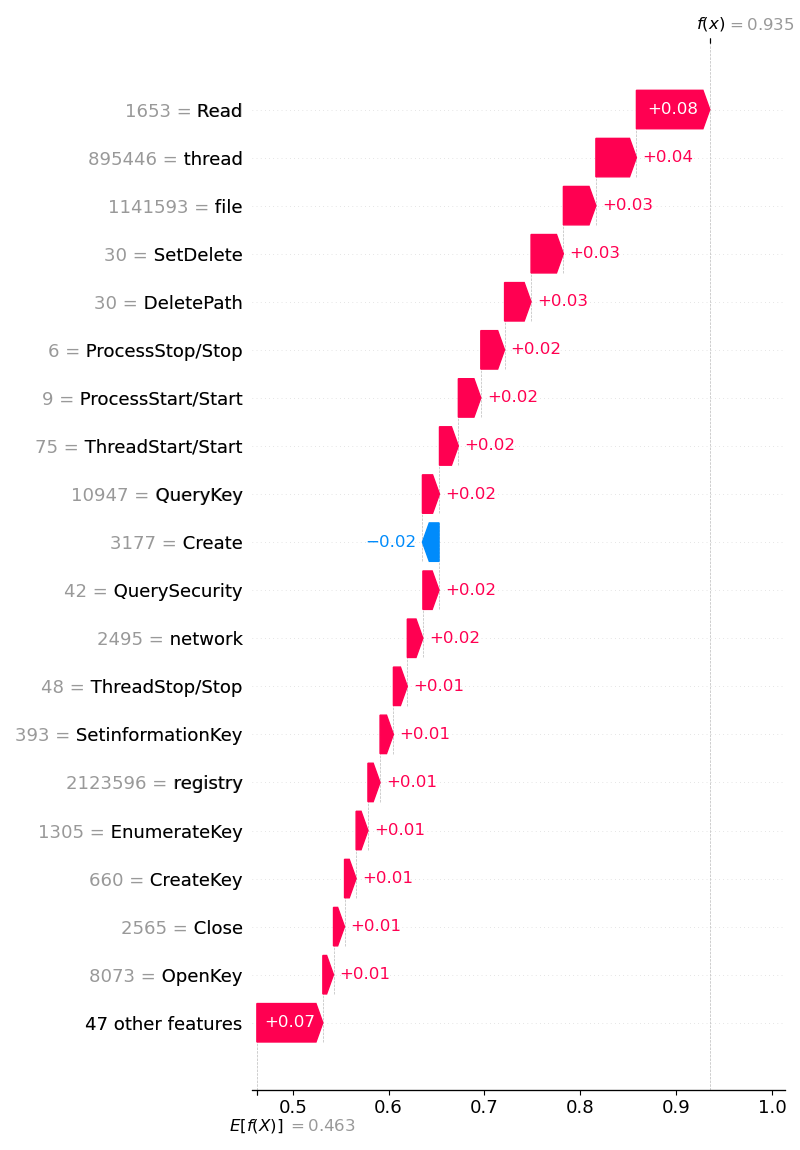 f(x) = 0.935
1653 = Read +0.08
895446 = thread +0.04
1141593 = file +0.03
30 = SetDelete +0.03
30 = DeletePath +0.03
6 = ProcessStop/Stop +0.02
9 = ProcessStart/Start +0.02
75 = ThreadStart/Start +0.02
10947 = QueryKey +0.02
3177 = Create −0.02
42 = QuerySecurity +0.02
2495 = network +0.02
48 = ThreadStop/Stop +0.01
393 = SetinformationKey +0.01
2123596 = registry +0.01
1305 = EnumerateKey +0.01
660 = CreateKey +0.01
2565 = Close +0.01
8073 = OpenKey +0.01
47 other features +0.07
0.5 0.6 0.7 0.8 0.9 1.0
E[f(X)] = 0.463